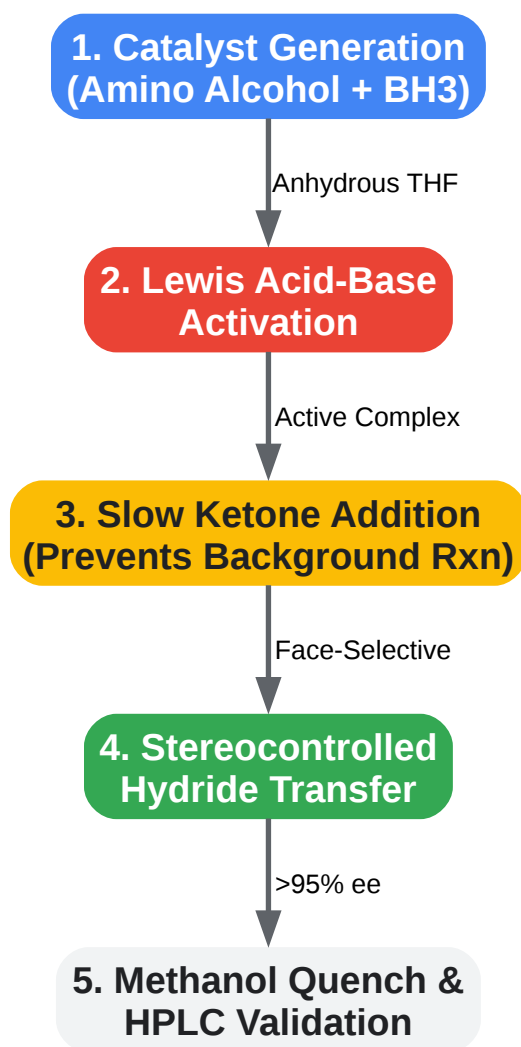 1. Catalyst Generation
(Amino Alcohol + BH3)
Anhydrous THF
2. Lewis Acid-Base
Activation
Active Complex
3. Slow Ketone Addition
(Prevents Background Rxn)
Face-Selective
4. Stereocontrolled
Hydride Transfer
>95% ee
5. Methanol Quench &
HPLC Validation